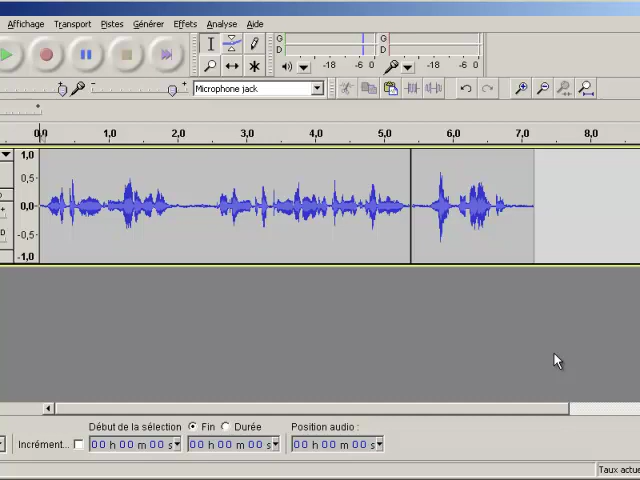 Affichage Transport Pistes Générer Effets Analyse Aide
G
D
-18 -6 0
G
D
-18 -6 0
Microphone jack
0,0 1,0 2,0 3,0 4,0 5,0 6,0 7,0 8,0
1,0
0,5
0,0
-0,5
-1,0
D
Début de la sélection Fin Durée Position audio :
Incrément... 00 h 00 m 00 s 00 h 00 m 00 s 00 h 00 m 00 s
Taux actue